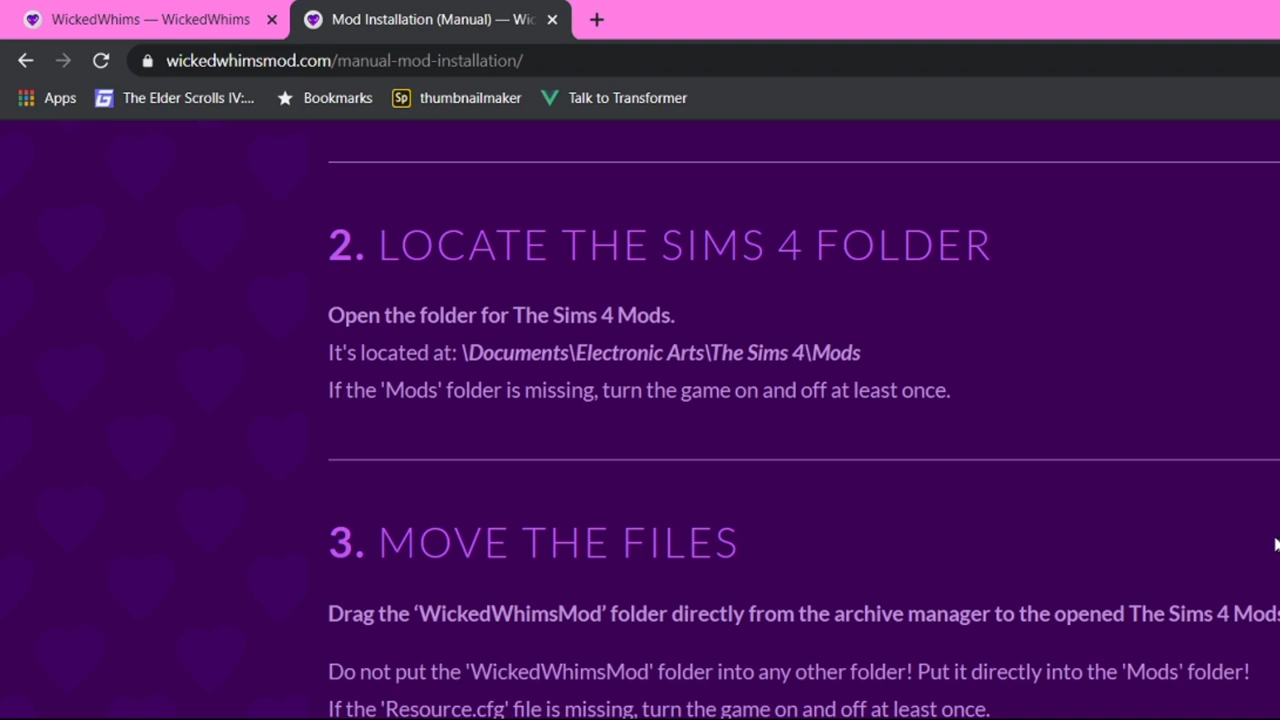 WickedWhims — WickedWhims
Mod Installation (Manual) — Wic
wickedwhimsmod.com/manual-mod-installation/
Apps
The Elder Scrolls IV:...
Bookmarks
Sp
thumbnailmaker
Talk to Transformer
2. LOCATE THE SIMS 4 FOLDER
Open the folder for The Sims 4 Mods.
It's located at: \Documents\Electronic Arts\The Sims 4\Mods
If the 'Mods' folder is missing, turn the game on and off at least once.
3. MOVE THE FILES
Drag the ‘WickedWhimsMod’ folder directly from the archive manager to the opened The Sims 4 Mods
Do not put the 'WickedWhimsMod' folder into any other folder! Put it directly into the 'Mods' folder!
If the 'Resource.cfg' file is missing, turn the game on and off at least once.